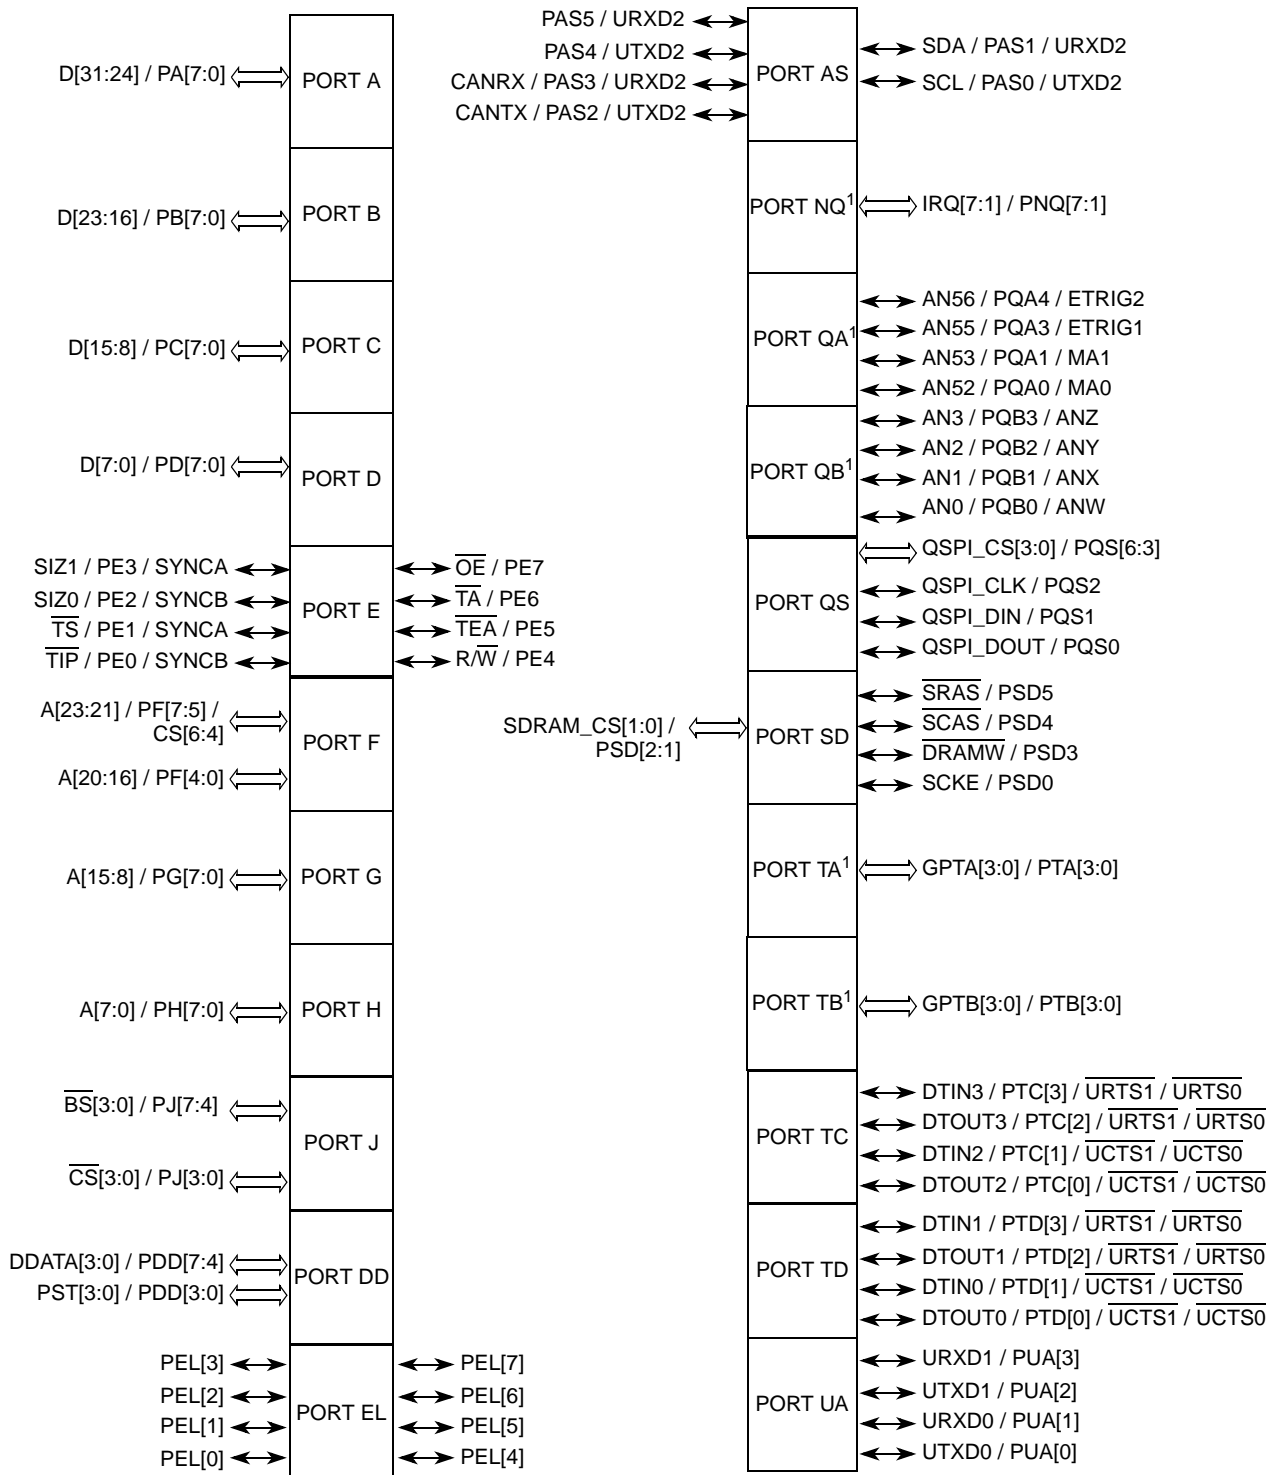 D[31:24] / PA[7:0]
PORT A
D[23:16] / PB[7:0]
PORT B
D[15:8] / PC[7:0]
PORT C
D[7:0] / PD[7:0]
PORT D
SIZ1 / PE3 / SYNCA
SIZ0 / PE2 / SYNCB
TS / PE1 / SYNCA
TIP / PE0 / SYNCB
PORT E
OE / PE7
TA / PE6
TEA / PE5
R/W / PE4
A[23:21] / PF[7:5] /
CS[6:4]
A[20:16] / PF[4:0]
PORT F
A[15:8] / PG[7:0]
PORT G
A[7:0] / PH[7:0]
PORT H
BS[3:0] / PJ[7:4]
CS[3:0] / PJ[3:0]
PORT J
DDATA[3:0] / PDD[7:4]
PST[3:0] / PDD[3:0]
PORT DD
PEL[3]
PEL[2]
PEL[1]
PEL[0]
PORT EL
PEL[7]
PEL[6]
PEL[5]
PEL[4]
PAS5 / URXD2
PAS4 / UTXD2
CANRX / PAS3 / URXD2
CANTX / PAS2 / UTXD2
PORT AS
SDA / PAS1 / URXD2
SCL / PAS0 / UTXD2
PORT NQ1
IRQ[7:1] / PNQ[7:1]
PORT QA1
AN56 / PQA4 / ETRIG2
AN55 / PQA3 / ETRIG1
AN53 / PQA1 / MA1
AN52 / PQA0 / MA0
PORT QB1
AN3 / PQB3 / ANZ
AN2 / PQB2 / ANY
AN1 / PQB1 / ANX
AN0 / PQB0 / ANW
PORT QS
QSPI_CS[3:0] / PQS[6:3]
QSPI_CLK / PQS2
QSPI_DIN / PQS1
QSPI_DOUT / PQS0
SDRAM_CS[1:0] /
PSD[2:1]
PORT SD
SRAS / PSD5
SCAS / PSD4
DRAMW / PSD3
SCKE / PSD0
PORT TA1
GPTA[3:0] / PTA[3:0]
PORT TB1
GPTB[3:0] / PTB[3:0]
PORT TC
DTIN3 / PTC[3] / URTS1 / URTS0
DTOUT3 / PTC[2] / URTS1 / URTS0
DTIN2 / PTC[1] / UCTS1 / UCTS0
DTOUT2 / PTC[0] / UCTS1 / UCTS0
PORT TD
DTIN1 / PTD[3] / URTS1 / URTS0
DTOUT1 / PTD[2] / URTS1 / URTS0
DTIN0 / PTD[1] / UCTS1 / UCTS0
DTOUT0 / PTD[0] / UCTS1 / UCTS0
PORT UA
URXD1 / PUA[3]
UTXD1 / PUA[2]
URXD0 / PUA[1]
UTXD0 / PUA[0]